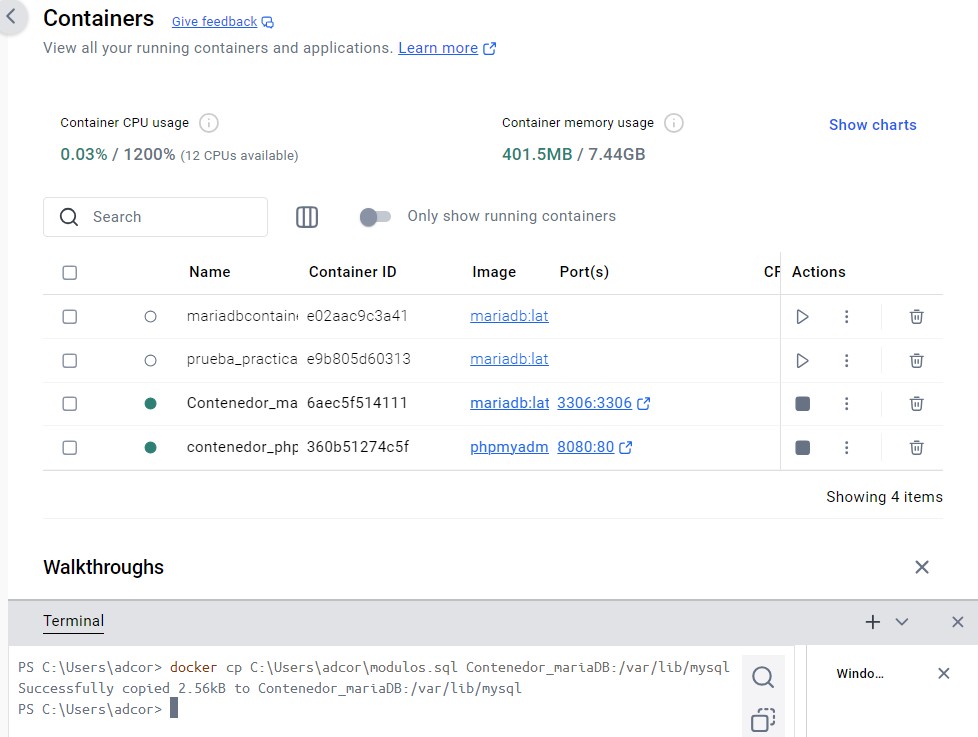 Containers Give feedback
View all your running containers and applications. Learn more
Container CPU usage
Container memory usage
Show charts
0.03% / 1200% (12 CPUs available)
401.5MB / 7.44GB
Search
Only show running containers
Name Container ID Image Port(s) CP Actions
mariadbcontain e02aac9c3a41 mariadb:lat
prueba_practica e9b805d60313 mariadb:lat
Contenedor_ma 6aec5f514111 mariadb:lat 3306:3306
contenedor_php 360b51274c5f phpmyadm 8080:80
Showing 4 items
Walkthroughs
Terminal
PS C:\Users\adcor> docker cp C:\Users\adcor\modulos.sql Contenedor_mariaDB:/var/lib/mysql
Successfully copied 2.56kB to Contenedor_mariaDB:/var/lib/mysql
PS C:\Users\adcor>
Windo...